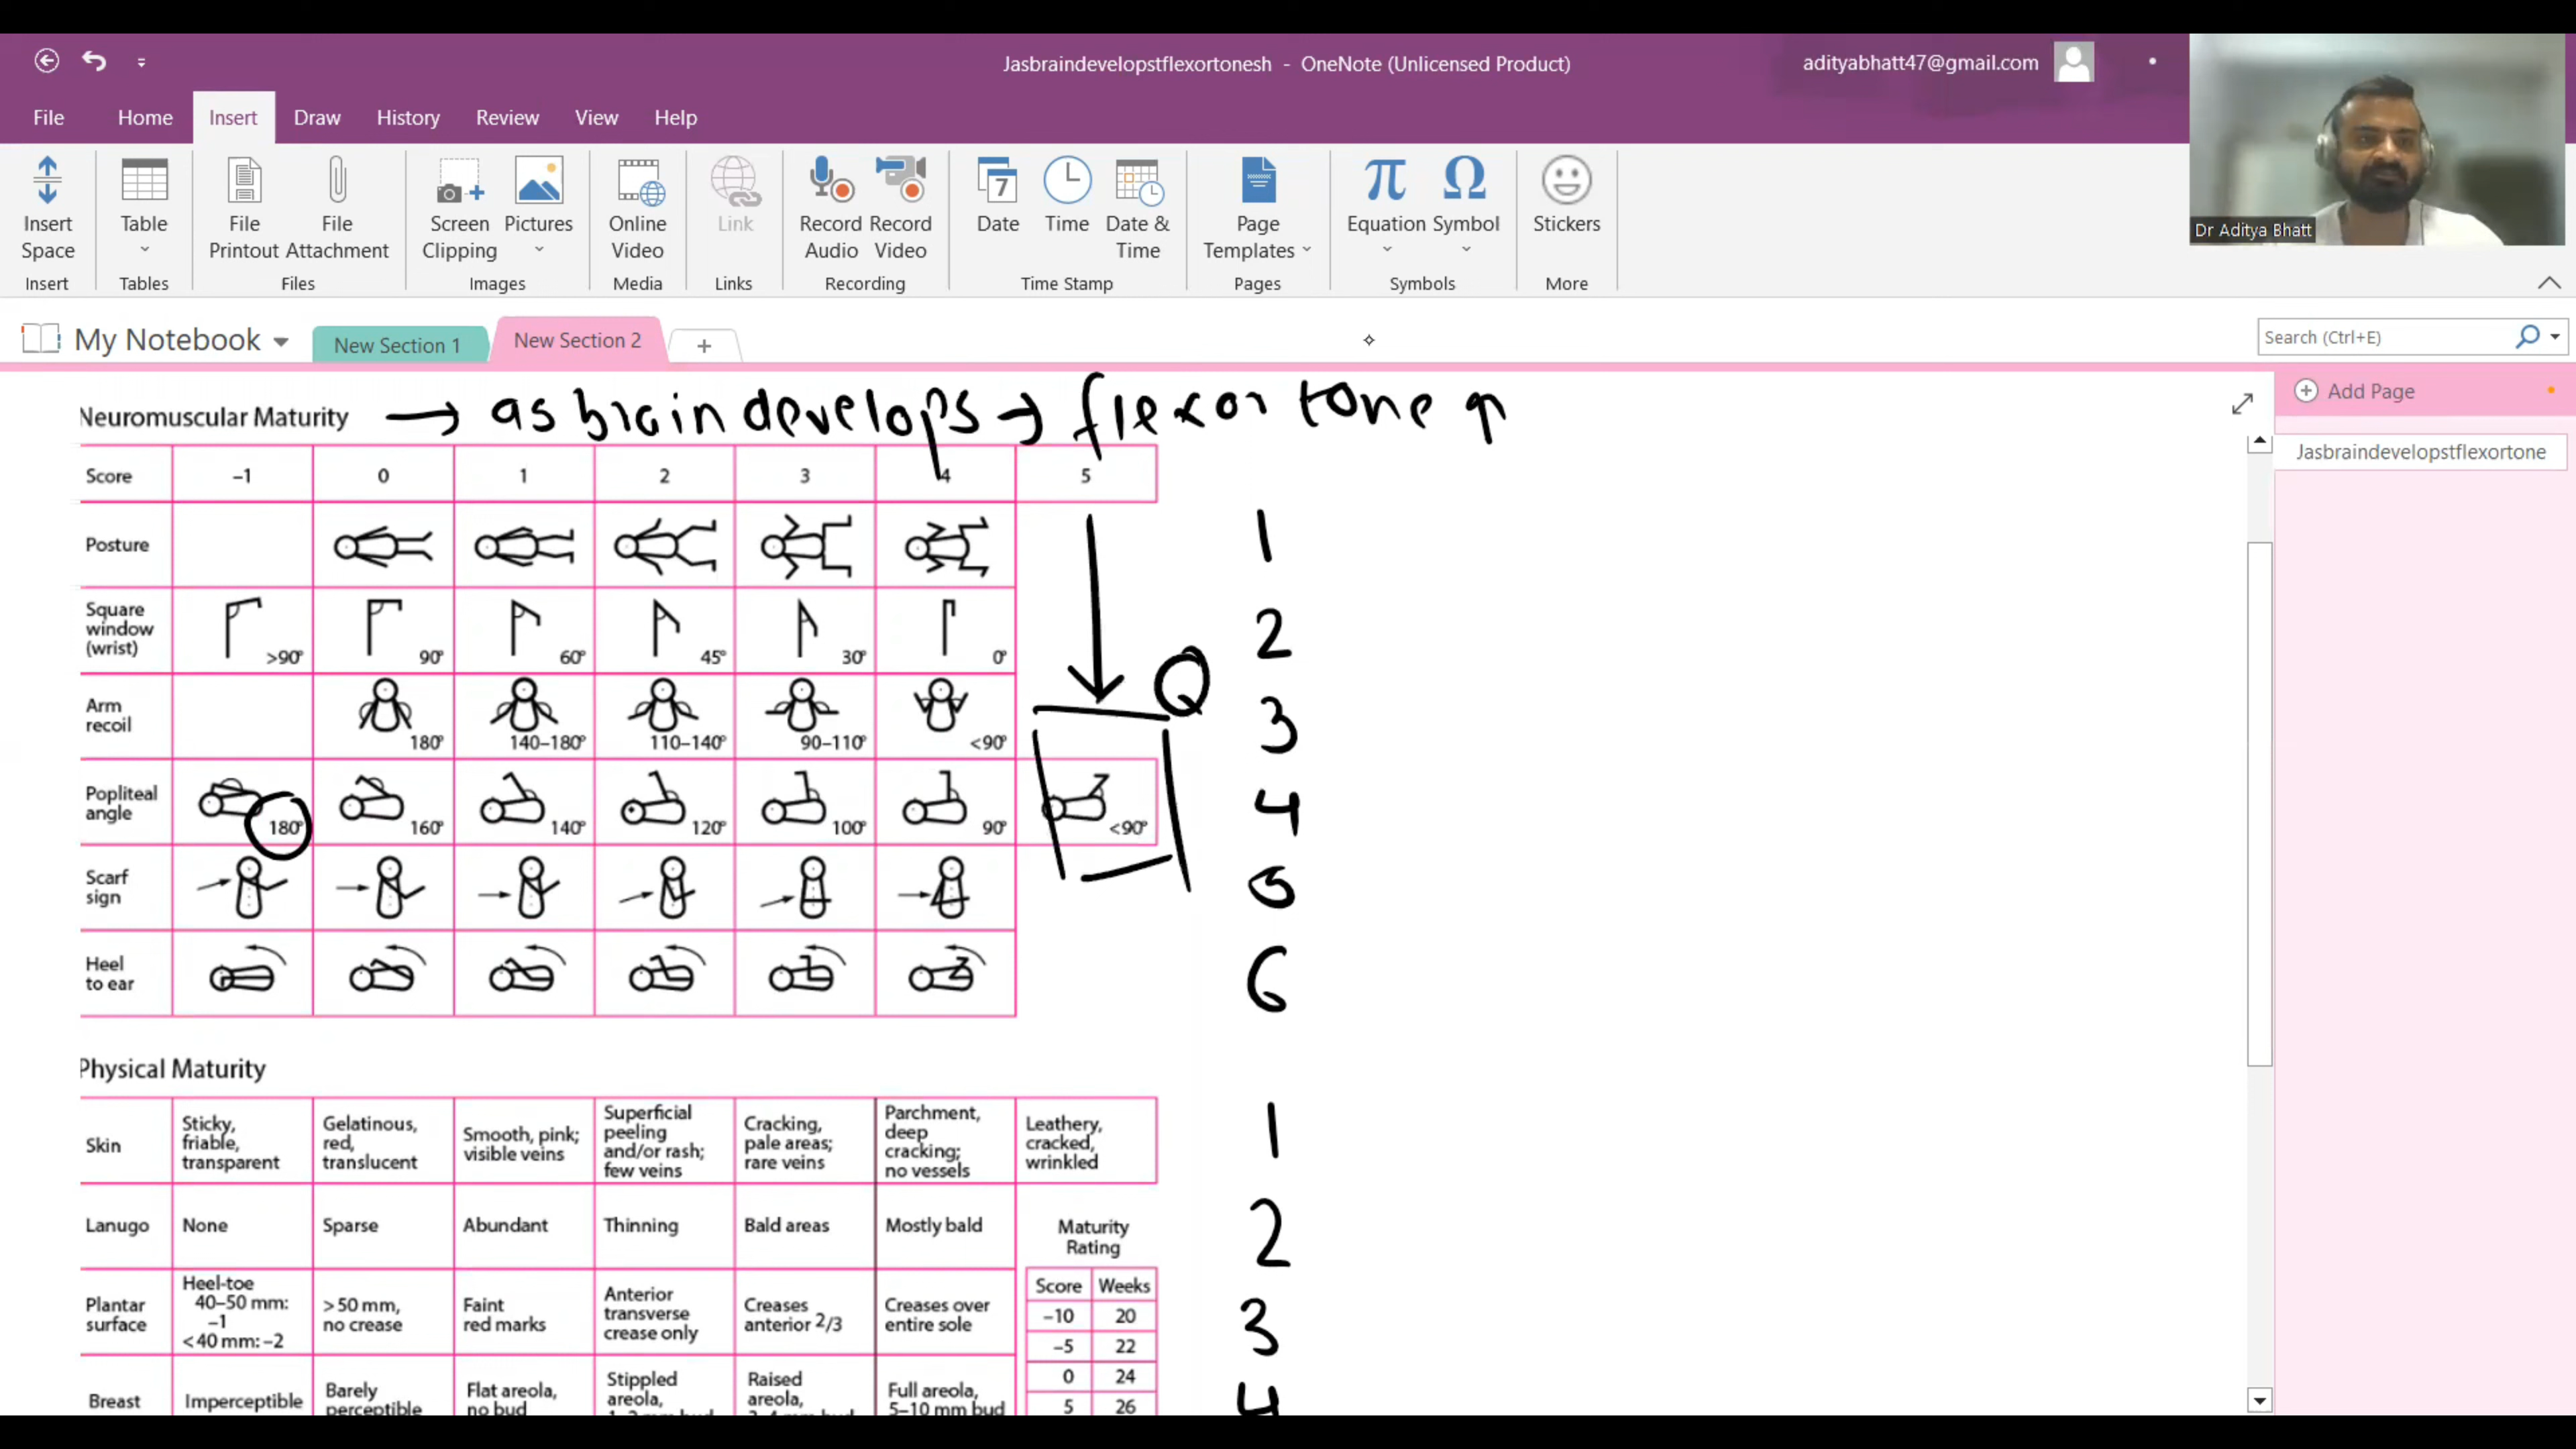 Jasbraindevelopstflexortonesh - OneNote (Unlicensed Product)
adityabhatt47@gmail.com
File Home Insert Draw History Review View Help
Insert Space
Table
File Printout
File Attachment
Screen Clipping
Pictures
Online Video
Link
Record Audio
Record Video
Date
Time
Date & Time
Page Templates
Equation
Symbol
Stickers
Insert Tables Files Images Media Links Recording Time Stamp Pages Symbols More
Dr Aditya Bhatt
My Notebook New Section 1 New Section 2 +
Search (Ctrl+E)
Add Page
Jasbraindevelopstflexortone
Neuromuscular Maturity → as brain develops → flexor tone
Score -1 0 1 2 3 4 5
Posture
Square window (wrist) >90° 90° 60° 45° 30° 0°
Arm recoil 180° 140–180° 110–140° 90–110° <90°
Popliteal angle 180° 160° 140° 120° 100° 90° <90°
Scarf sign
Heel to ear
Q
1
2
3
4
5
6
Physical Maturity
Skin Sticky, friable, transparent Gelatinous, red, translucent Smooth, pink; visible veins Superficial peeling and/or rash; few veins Cracking, pale areas; rare veins Parchment, deep cracking; no vessels Leathery, cracked, wrinkled
Lanugo None Sparse Abundant Thinning Bald areas Mostly bald
Plantar surface Heel-toe 40–50 mm: -1 <40 mm: -2 >50 mm, no crease Faint red marks Anterior transverse crease only Creases anterior 2/3 Creases over entire sole
Breast Imperceptible Barely perceptible Flat areola, no bud Stippled areola, Raised areola, Full areola, 5–10 mm bud
Maturity Rating
Score Weeks
-10 20
-5 22
0 24
5 26
1
2
3
4